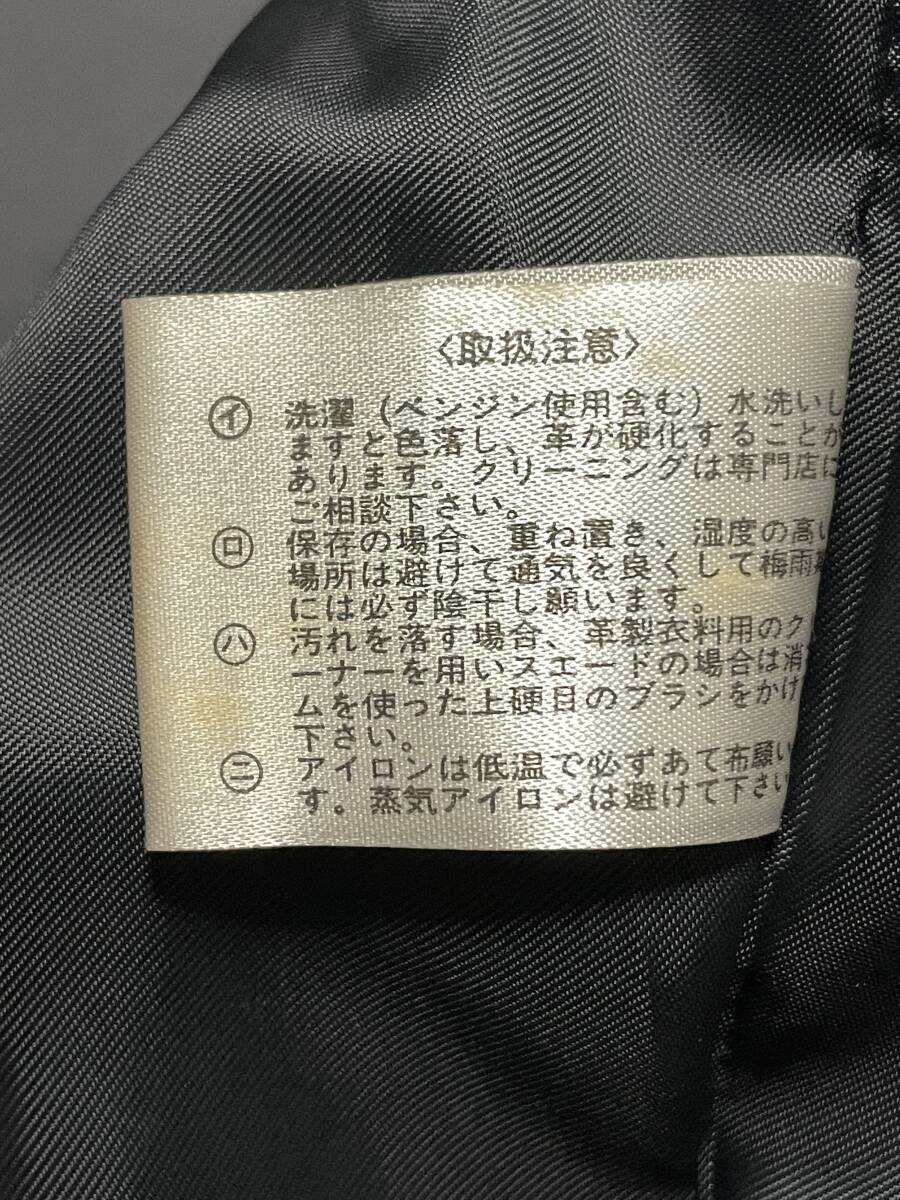 〈取扱注意〉
㋑ 洗濯（ベンジン使用含む）水洗いし
ますと色落し、革が硬化することが
あります。クリーニングは専門店に
ご相談下さい。
㋺ 保存の場合、重ね置き、湿度の高い
場所は避けて通気を良くして梅雨
には必ず陰干し願います。
㋩ 汚れを落す場合、革製衣料用のク
ーナーを用いスエードの場合は消
ムを使った上硬目のブラシをかけ
下さい。
㊁ アイロンは低温で必ずあて布願い
す。蒸気アイロンは避けて下さい